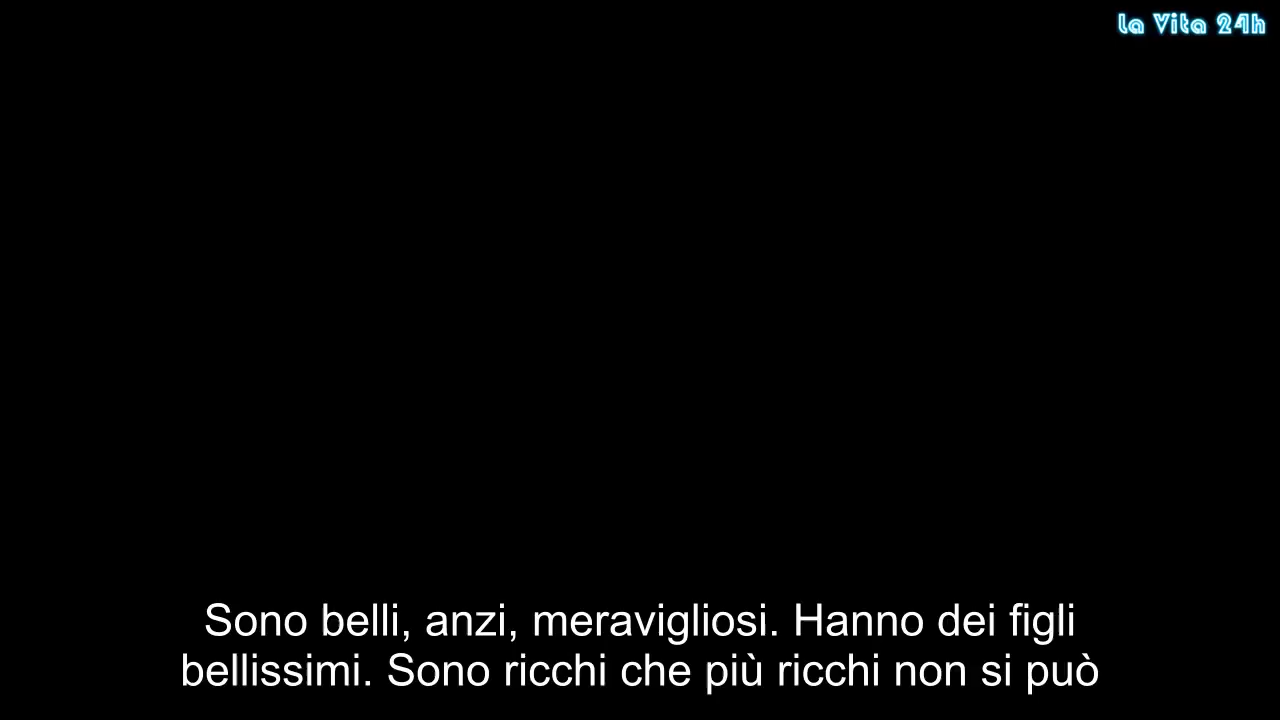 La Vita 24h
Sono belli, anzi, meravigliosi. Hanno dei figli
bellissimi. Sono ricchi che più ricchi non si può